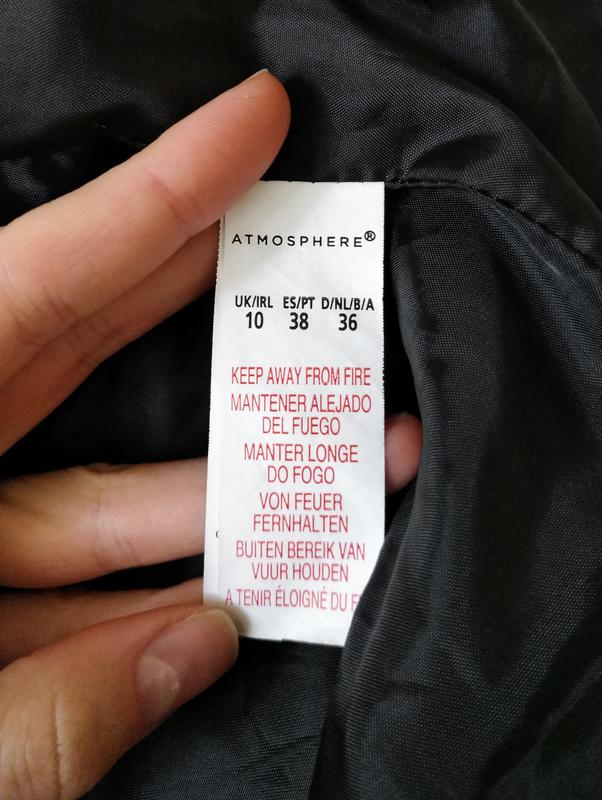 ATMOSPHERE®
UK/IRL ES/PT D/NL/B/A
10 38 36
KEEP AWAY FROM FIRE
MANTENER ALEJADO
DEL FUEGO
MANTER LONGE
DO FOGO
VON FEUER
FERNHALTEN
BUITEN BEREIK VAN
VUUR HOUDEN
A TENIR ÉLOIGNÉ DU